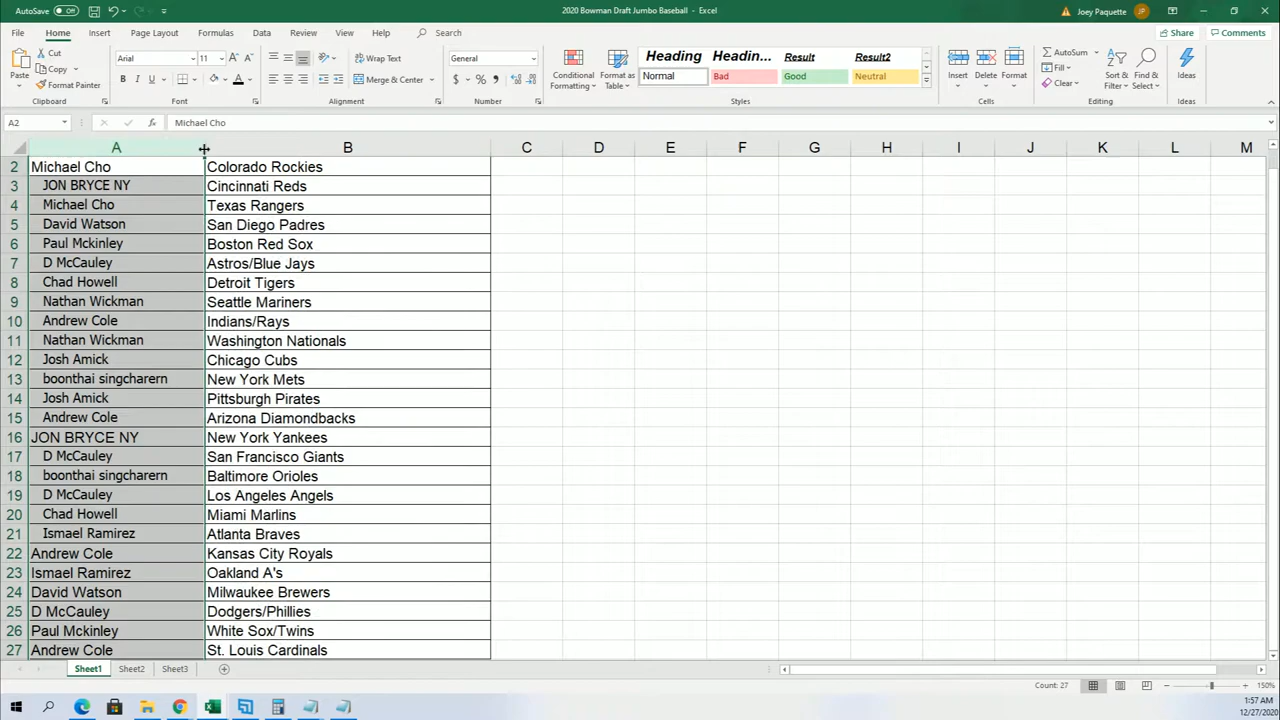 AutoSave Off
2020 Bowman Draft Jumbo Baseball - Excel
Joey Paquette JP
File Home Insert Page Layout Formulas Data Review View Help Search
Share Comments
Paste Cut Copy Format Painter
Arial 11
Wrap Text
Merge & Center
General
Conditional Formatting
Format as Table
Heading Headin... Result Result2
Normal Bad Good Neutral
Insert Delete Format
AutoSum Fill Clear
Sort & Filter
Find & Select
Ideas
Clipboard Font Alignment Number Styles Cells Editing Ideas
A2 fx Michael Cho
A B C D E F G H I J K L M
2 Michael Cho Colorado Rockies
3 JON BRYCE NY Cincinnati Reds
4 Michael Cho Texas Rangers
5 David Watson San Diego Padres
6 Paul Mckinley Boston Red Sox
7 D McCauley Astros/Blue Jays
8 Chad Howell Detroit Tigers
9 Nathan Wickman Seattle Mariners
10 Andrew Cole Indians/Rays
11 Nathan Wickman Washington Nationals
12 Josh Amick Chicago Cubs
13 boonthai singcharern New York Mets
14 Josh Amick Pittsburgh Pirates
15 Andrew Cole Arizona Diamondbacks
16 JON BRYCE NY New York Yankees
17 D McCauley San Francisco Giants
18 boonthai singcharern Baltimore Orioles
19 D McCauley Los Angeles Angels
20 Chad Howell Miami Marlins
21 Ismael Ramirez Atlanta Braves
22 Andrew Cole Kansas City Royals
23 Ismael Ramirez Oakland A's
24 David Watson Milwaukee Brewers
25 D McCauley Dodgers/Phillies
26 Paul Mckinley White Sox/Twins
27 Andrew Cole St. Louis Cardinals
Sheet1 Sheet2 Sheet3
Count: 27 150%
1:57 AM
12/27/2020